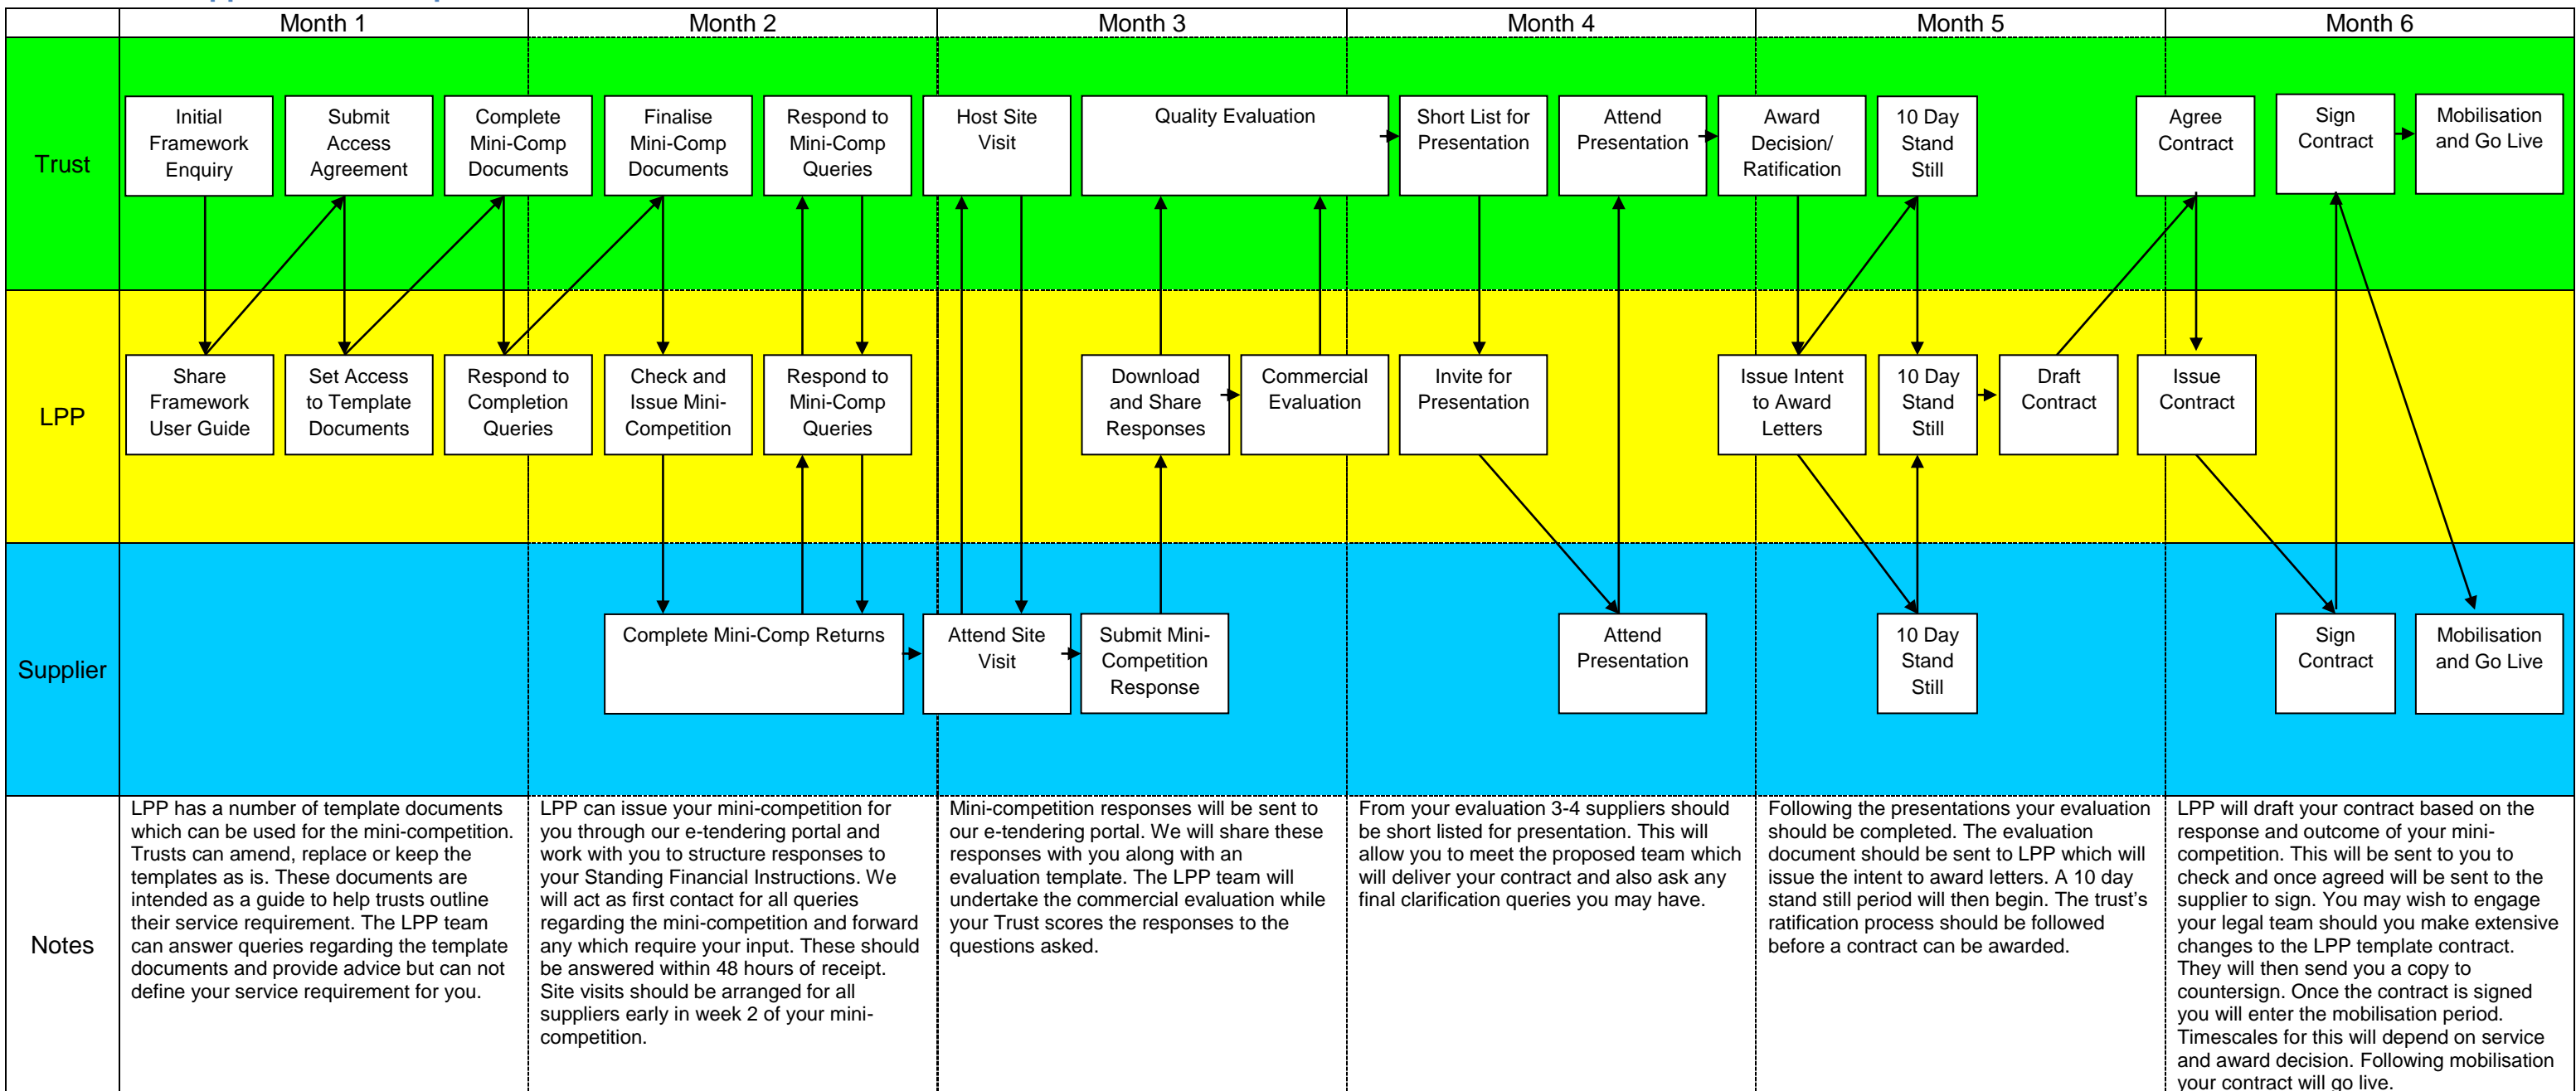 Month 1
Month 2
Month 3
Month 4
Month 5
Month 6
Trust
Initial
Framework
Enquiry
Submit
Access
Agreement
Complete
Mini-Comp
Documents
Finalise
Mini-Comp
Documents
Respond to
Mini-Comp
Queries
Host Site
Visit
Quality Evaluation
Short List for
Presentation
Attend
Presentation
Award
Decision/
Ratification
10 Day
Stand
Still
Agree
Contract
Sign
Contract
Mobilisation
and Go Live
LPP
Share
Framework
User Guide
Set Access
to Template
Documents
Respond to
Completion
Queries
Check and
Issue Mini-
Competition
Respond to
Mini-Comp
Queries
Download
and Share
Responses
Commercial
Evaluation
Invite for
Presentation
Issue Intent
to Award
Letters
10 Day
Stand
Still
Draft
Contract
Issue
Contract
Supplier
Complete Mini-Comp Returns
Attend Site
Visit
Submit Mini-
Competition
Response
Attend
Presentation
10 Day
Stand
Still
Sign
Contract
Mobilisation
and Go Live
Notes
LPP has a number of template documents
which can be used for the mini-competition.
Trusts can amend, replace or keep the
templates as is. These documents are
intended as a guide to help trusts outline
their service requirement. The LPP team
can answer queries regarding the template
documents and provide advice but can not
define your service requirement for you.
LPP can issue your mini-competition for
you through our e-tendering portal and
work with you to structure responses to
your Standing Financial Instructions. We
will act as first contact for all queries
regarding the mini-competition and forward
any which require your input. These should
be answered within 48 hours of receipt.
Site visits should be arranged for all
suppliers early in week 2 of your mini-
competition.
Mini-competition responses will be sent to
our e-tendering portal. We will share these
responses with you along with an
evaluation template. The LPP team will
undertake the commercial evaluation while
your Trust scores the responses to the
questions asked.
From your evaluation 3-4 suppliers should
be short listed for presentation. This will
allow you to meet the proposed team which
will deliver your contract and also ask any
final clarification queries you may have.
Following the presentations your evaluation
should be completed. The evaluation
document should be sent to LPP which will
issue the intent to award letters. A 10 day
stand still period will then begin. The trust's
ratification process should be followed
before a contract can be awarded.
LPP will draft your contract based on the
response and outcome of your mini-
competition. This will be sent to you to
check and once agreed will be sent to the
supplier to sign. You may wish to engage
your legal team should you make extensive
changes to the LPP template contract.
They will then send you a copy to
countersign. Once the contract is signed
you will enter the mobilisation period.
Timescales for this will depend on service
and award decision. Following mobilisation
your contract will go live.